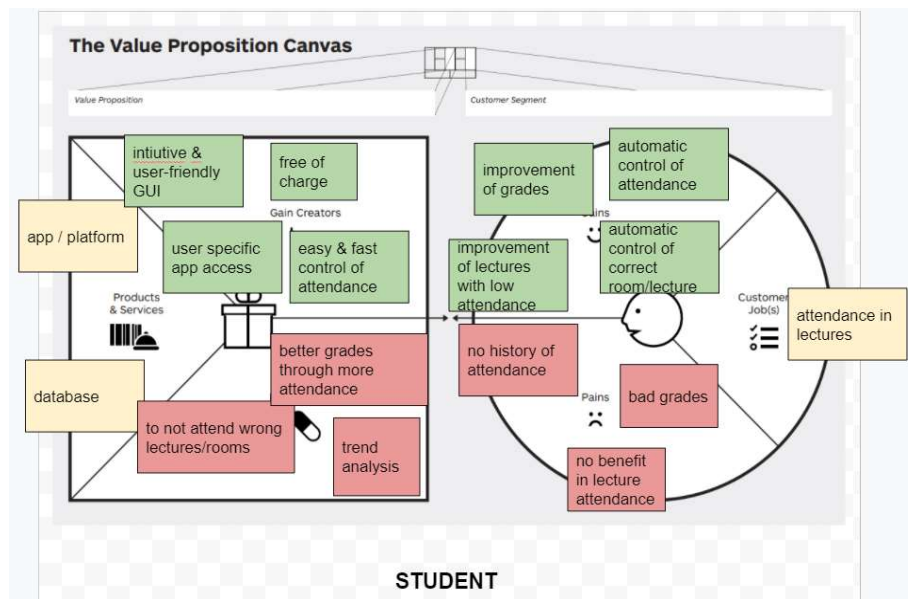 The Value Proposition Canvas
Value Proposition
Customer Segment
intiutive &
user-friendly
GUI
free of
charge
Gain Creators
app / platform
user specific
app access
easy & fast
control of
attendance
Products
& Services
better grades
through more
attendance
database
to not attend wrong
lectures/rooms
trend
analysis
improvement
of grades
automatic
control of
attendance
ains
improvement
of lectures
with low
attendance
automatic
control of
correct
room/lecture
Customer
Job(s)
attendance in
lectures
no history of
attendance
Pains
bad grades
no benefit
in lecture
attendance
STUDENT